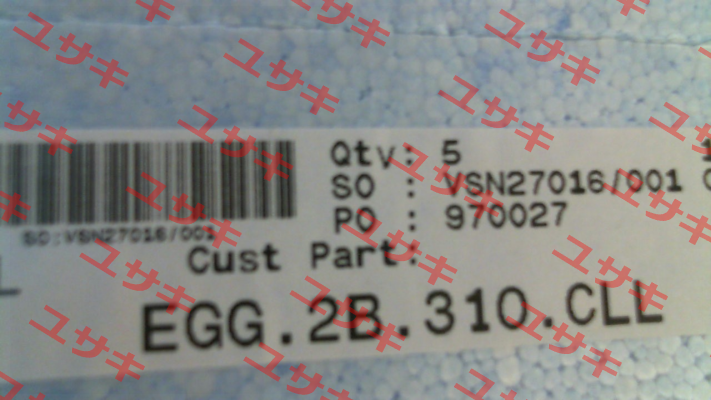 Qty: 5
SO : VSN27016/001
PO : 970027
SO:VSN27016/001
Cust Part:
EGG.2B.310.CLL
ユサキ